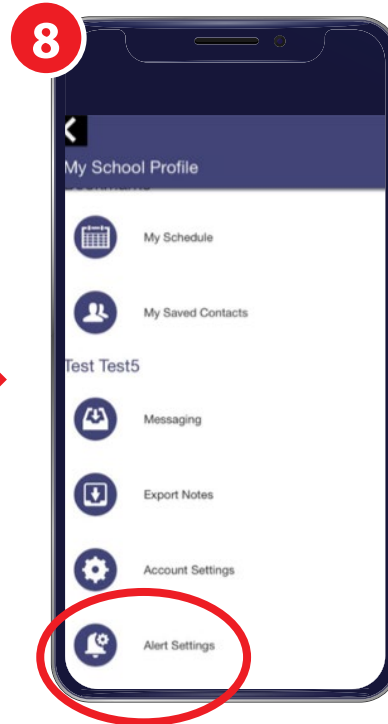 8
My School Profile
My Schedule
My Saved Contacts
Test Test5
Messaging
Export Notes
Account Settings
Alert Settings